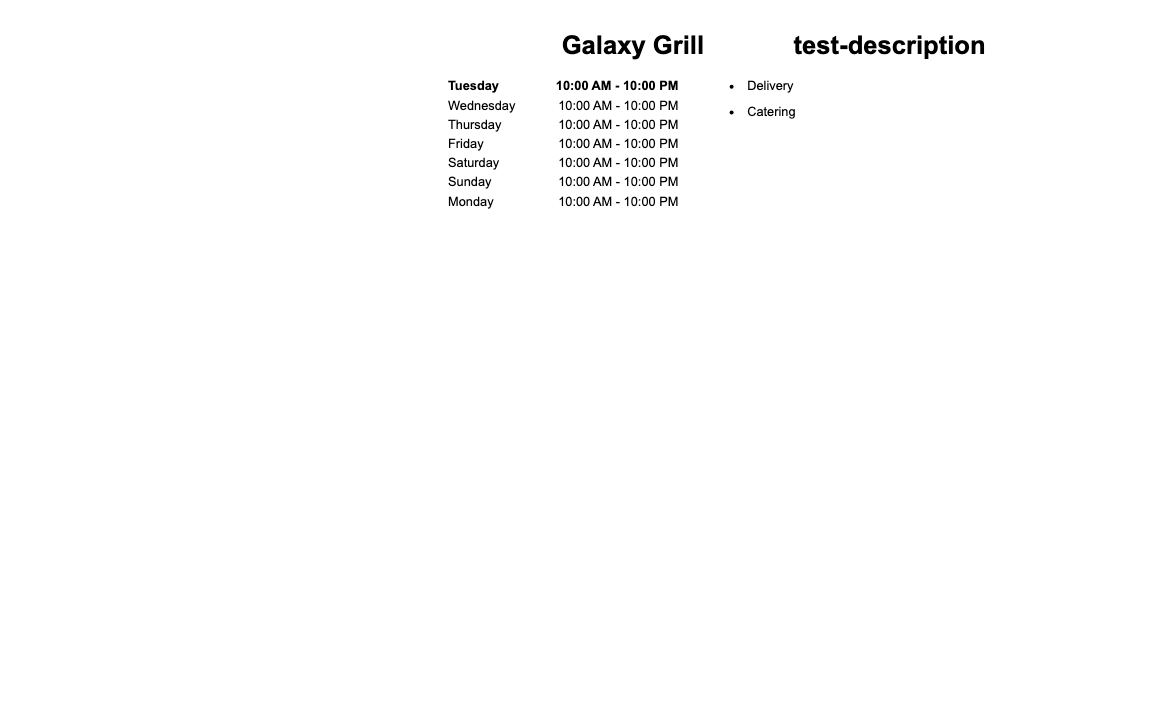 Galaxy Grill
Tuesday 10:00 AM - 10:00 PM
Wednesday 10:00 AM - 10:00 PM
Thursday 10:00 AM - 10:00 PM
Friday 10:00 AM - 10:00 PM
Saturday 10:00 AM - 10:00 PM
Sunday 10:00 AM - 10:00 PM
Monday 10:00 AM - 10:00 PM
test-description
• Delivery
• Catering